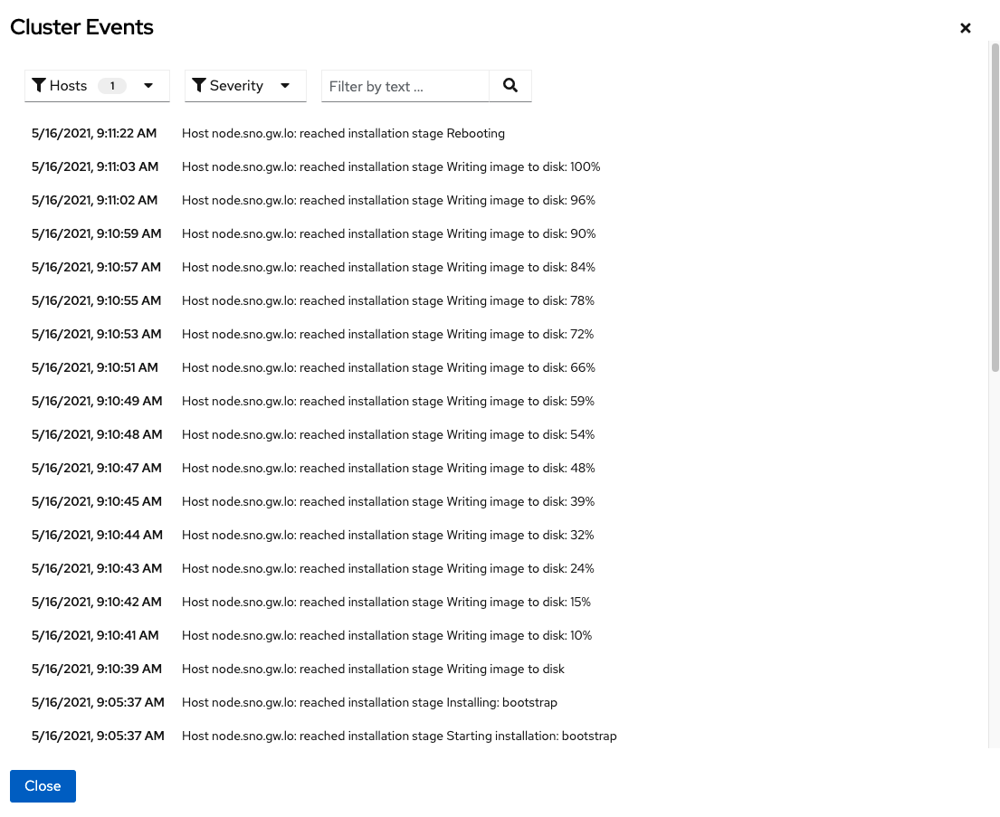 Cluster Events
Hosts 1 Severity Filter by text ...
5/16/2021, 9:11:22 AM Host node.sno.gw.lo: reached installation stage Rebooting
5/16/2021, 9:11:03 AM Host node.sno.gw.lo: reached installation stage Writing image to disk: 100%
5/16/2021, 9:11:02 AM Host node.sno.gw.lo: reached installation stage Writing image to disk: 96%
5/16/2021, 9:10:59 AM Host node.sno.gw.lo: reached installation stage Writing image to disk: 90%
5/16/2021, 9:10:57 AM Host node.sno.gw.lo: reached installation stage Writing image to disk: 84%
5/16/2021, 9:10:55 AM Host node.sno.gw.lo: reached installation stage Writing image to disk: 78%
5/16/2021, 9:10:53 AM Host node.sno.gw.lo: reached installation stage Writing image to disk: 72%
5/16/2021, 9:10:51 AM Host node.sno.gw.lo: reached installation stage Writing image to disk: 66%
5/16/2021, 9:10:49 AM Host node.sno.gw.lo: reached installation stage Writing image to disk: 59%
5/16/2021, 9:10:48 AM Host node.sno.gw.lo: reached installation stage Writing image to disk: 54%
5/16/2021, 9:10:47 AM Host node.sno.gw.lo: reached installation stage Writing image to disk: 48%
5/16/2021, 9:10:45 AM Host node.sno.gw.lo: reached installation stage Writing image to disk: 39%
5/16/2021, 9:10:44 AM Host node.sno.gw.lo: reached installation stage Writing image to disk: 32%
5/16/2021, 9:10:43 AM Host node.sno.gw.lo: reached installation stage Writing image to disk: 24%
5/16/2021, 9:10:42 AM Host node.sno.gw.lo: reached installation stage Writing image to disk: 15%
5/16/2021, 9:10:41 AM Host node.sno.gw.lo: reached installation stage Writing image to disk: 10%
5/16/2021, 9:10:39 AM Host node.sno.gw.lo: reached installation stage Writing image to disk
5/16/2021, 9:05:37 AM Host node.sno.gw.lo: reached installation stage Installing: bootstrap
5/16/2021, 9:05:37 AM Host node.sno.gw.lo: reached installation stage Starting installation: bootstrap
Close